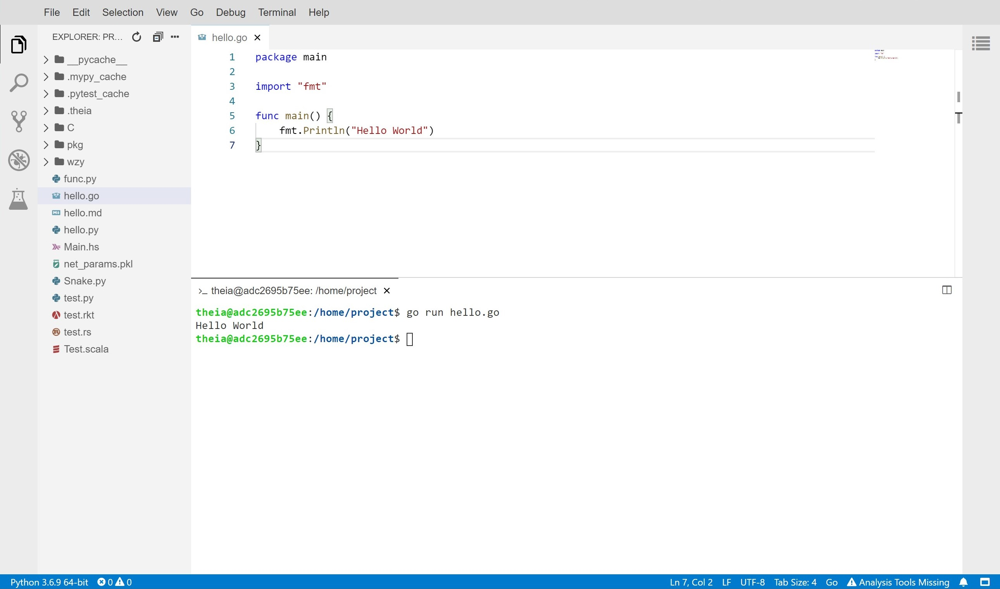 File Edit Selection View Go Debug Terminal Help
EXPLORER: PR...
__pycache__
.mypy_cache
.pytest_cache
.theia
C
pkg
wzy
func.py
hello.go
hello.md
hello.py
Main.hs
net_params.pkl
Snake.py
test.py
test.rkt
test.rs
Test.scala
hello.go
1 package main
2
3 import "fmt"
4
5 func main() {
6     fmt.Println("Hello World")
7 }
theia@adc2695b75ee: /home/project
theia@adc2695b75ee:/home/project$ go run hello.go
Hello World
theia@adc2695b75ee:/home/project$
Python 3.6.9 64-bit 0 0 Ln 7, Col 2 LF UTF-8 Tab Size: 4 Go Analysis Tools Missing